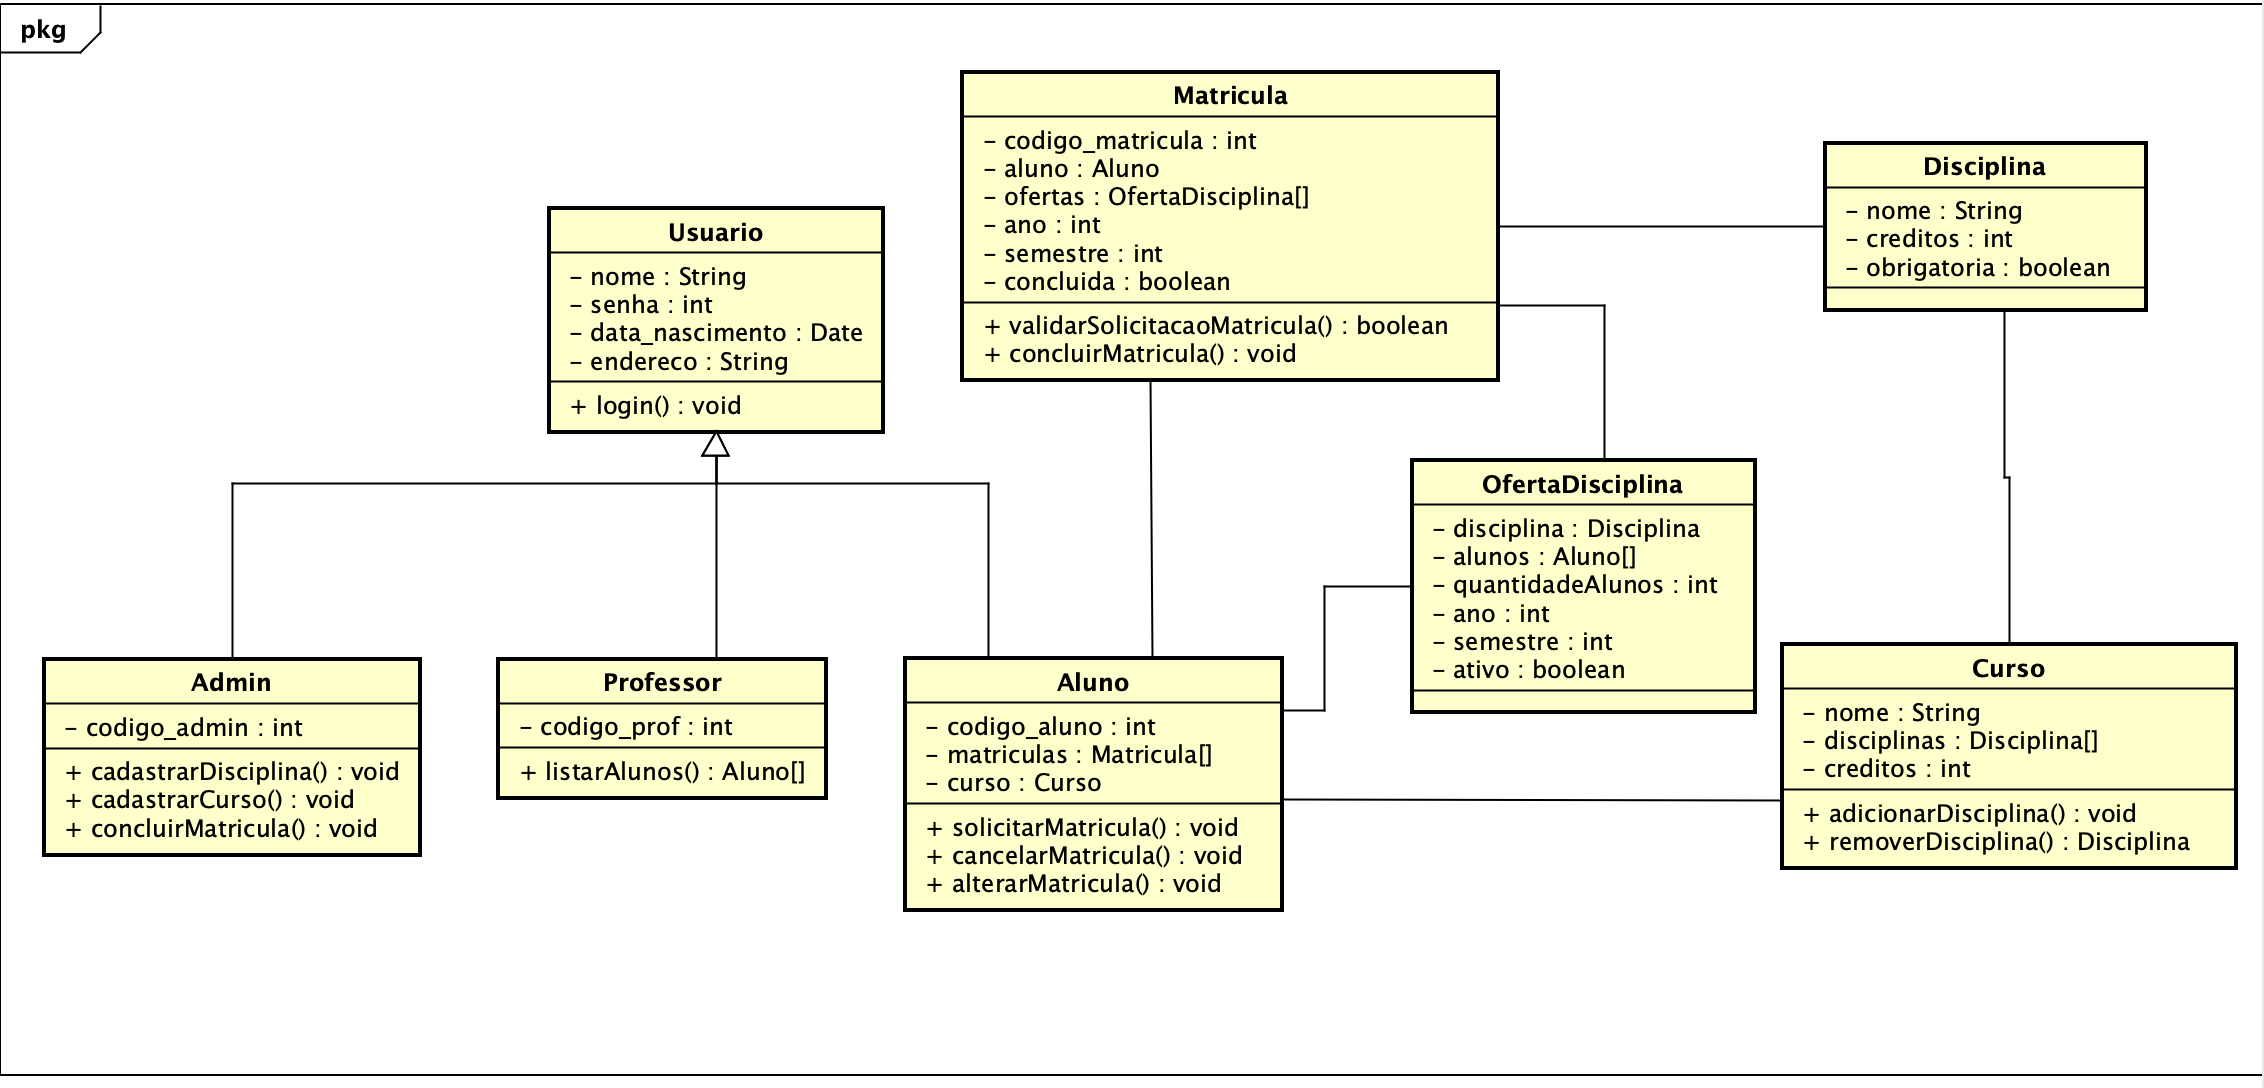 pkg
Matricula
- codigo_matricula : int
- aluno : Aluno
- ofertas : OfertaDisciplina[]
- ano : int
- semestre : int
- concluida : boolean
+ validarSolicitacaoMatricula() : boolean
+ concluirMatricula() : void
Disciplina
- nome : String
- creditos : int
- obrigatoria : boolean
Usuario
- nome : String
- senha : int
- data_nascimento : Date
- endereco : String
+ login() : void
OfertaDisciplina
- disciplina : Disciplina
- alunos : Aluno[]
- quantidadeAlunos : int
- ano : int
- semestre : int
- ativo : boolean
Admin
- codigo_admin : int
+ cadastrarDisciplina() : void
+ cadastrarCurso() : void
+ concluirMatricula() : void
Professor
- codigo_prof : int
+ listarAlunos() : Aluno[]
Aluno
- codigo_aluno : int
- matriculas : Matricula[]
- curso : Curso
+ solicitarMatricula() : void
+ cancelarMatricula() : void
+ alterarMatricula() : void
Curso
- nome : String
- disciplinas : Disciplina[]
- creditos : int
+ adicionarDisciplina() : void
+ removerDisciplina() : Disciplina